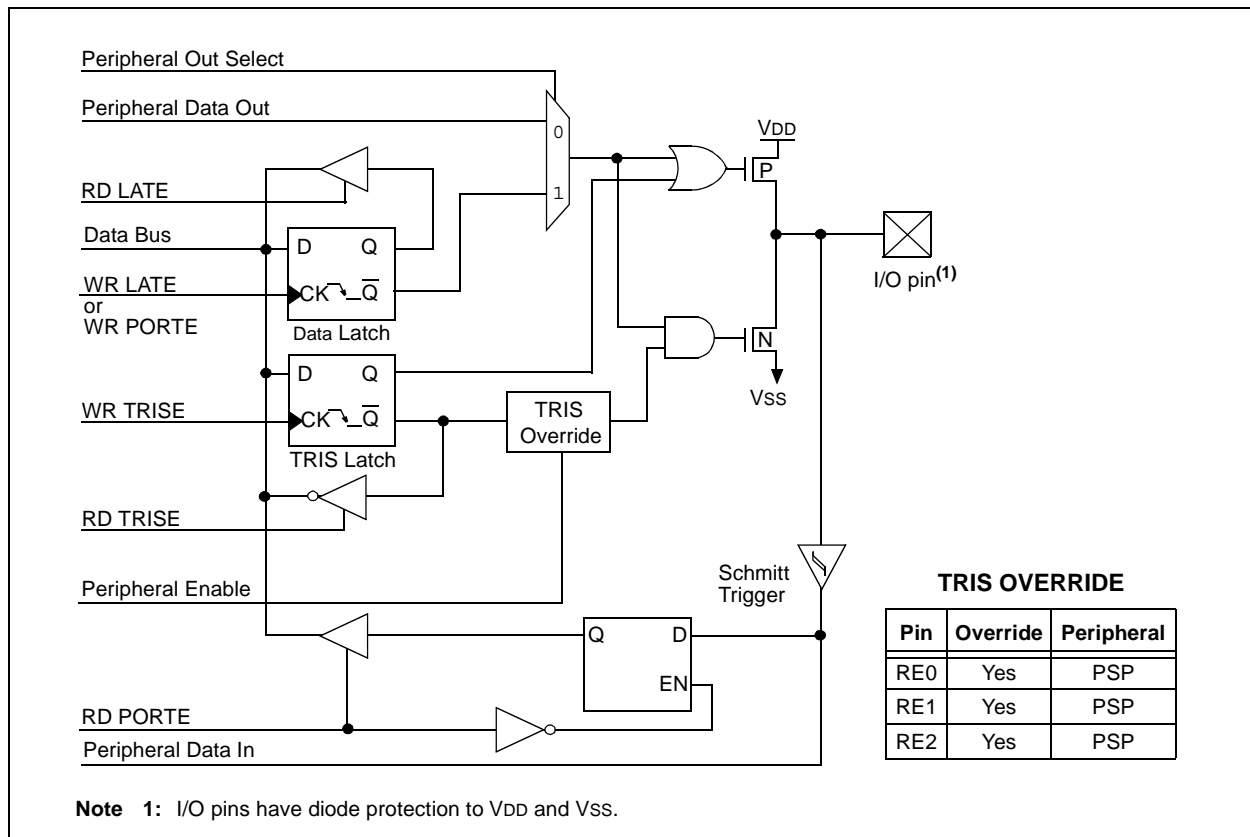 Peripheral Out Select
Peripheral Data Out
0
1
VDD
P
RD LATE
Data Bus
D Q
WR LATE
or
WR PORTE
CK Q̅
Data Latch
I/O pin(1)
N
VSS
D Q
WR TRISE
CK Q̅
TRIS Latch
TRIS
Override
RD TRISE
Peripheral Enable
Schmitt
Trigger
Q D
EN
RD PORTE
Peripheral Data In
TRIS OVERRIDE
Pin Override Peripheral
RE0 Yes PSP
RE1 Yes PSP
RE2 Yes PSP
Note 1: I/O pins have diode protection to VDD and VSS.